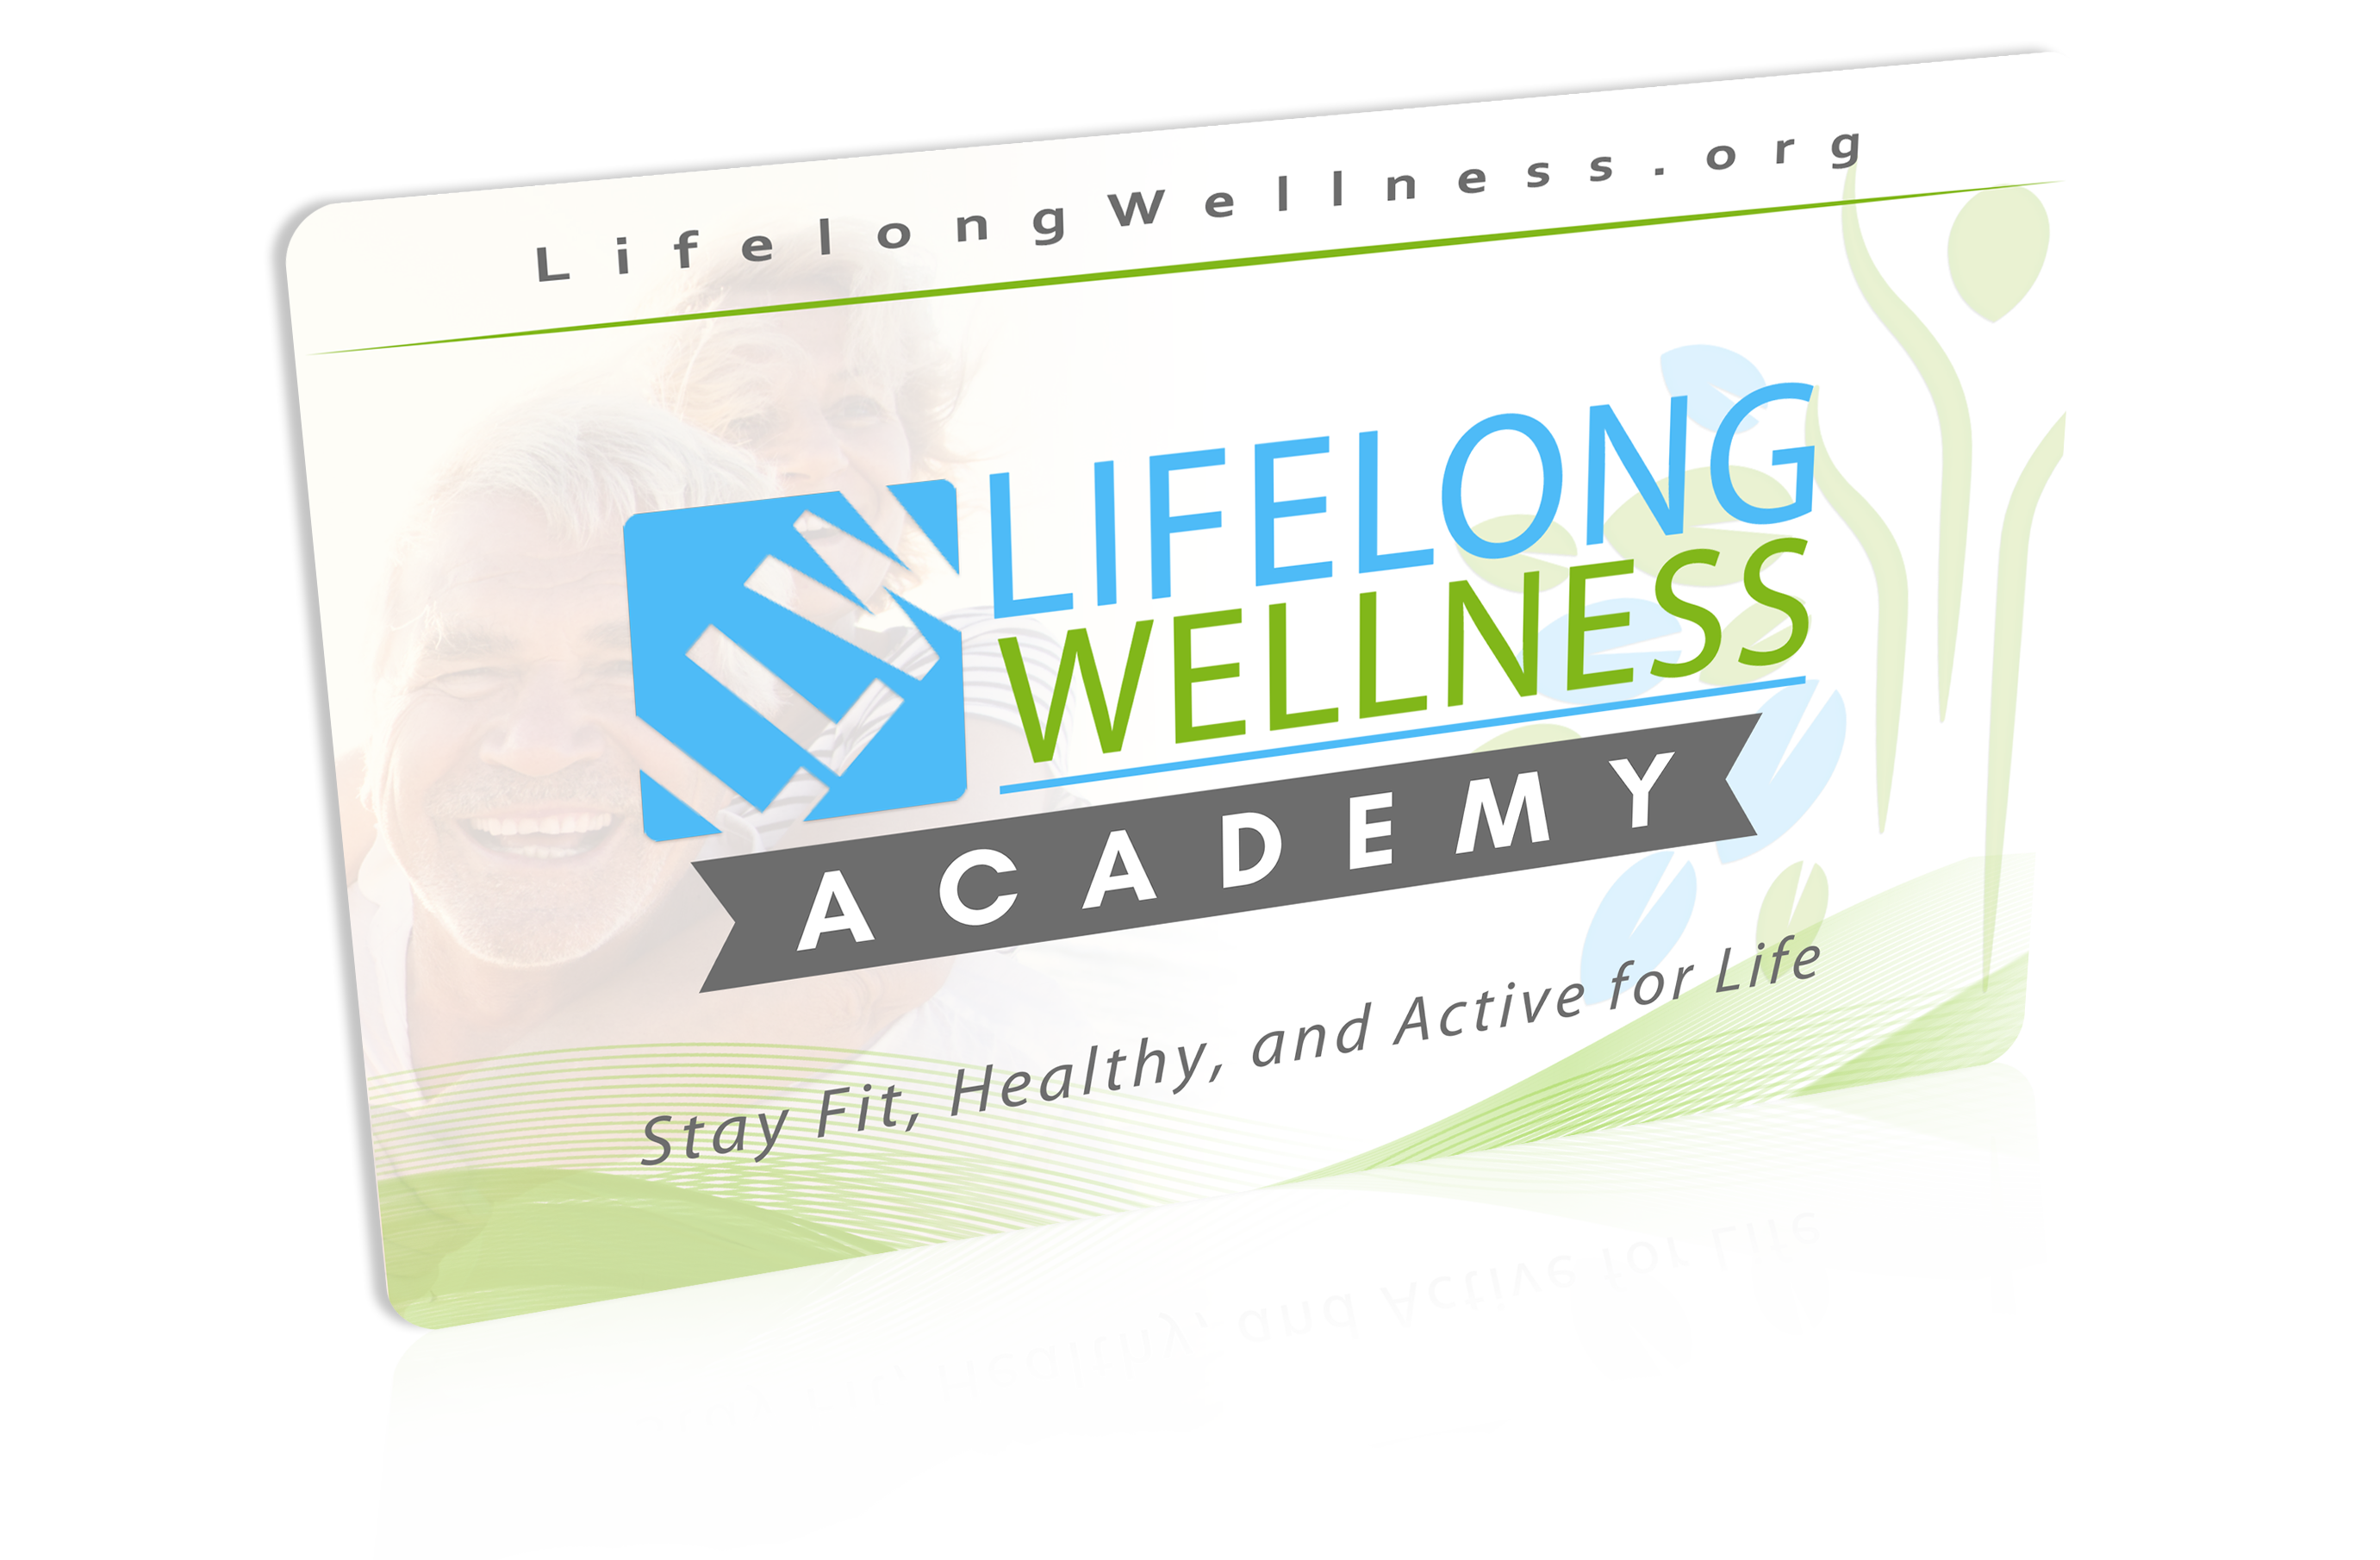 LifelongWellness.org
LIFELONG
WELLNESS
ACADEMY
Stay Fit, Healthy, and Active for Life